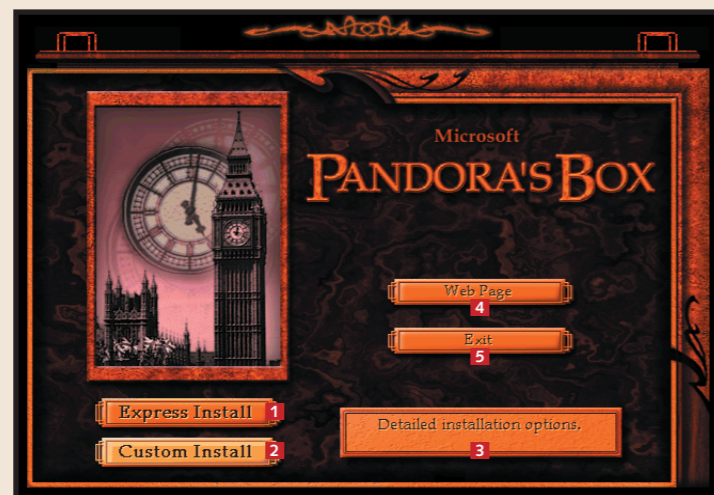 Microsoft
PANDORA'S BOX
Web Page
4
Exit
5
Express Install 1
Custom Install 2
Detailed installation options.
3